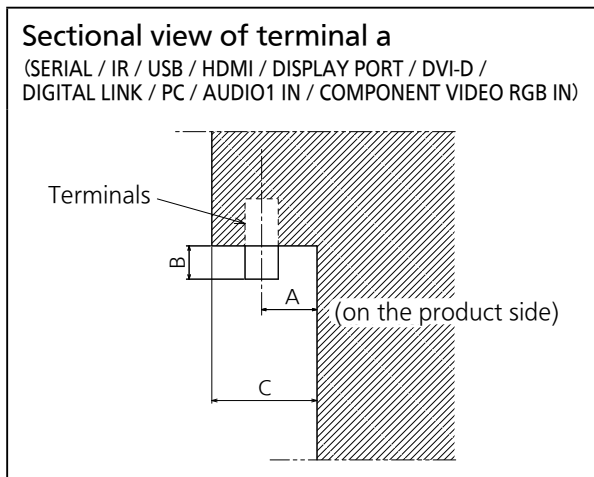 Sectional view of terminal a
(SERIAL / IR / USB / HDMI / DISPLAY PORT / DVI-D /
DIGITAL LINK / PC / AUDIO1 IN / COMPONENT VIDEO RGB IN)
Terminals
B
A
(on the product side)
C